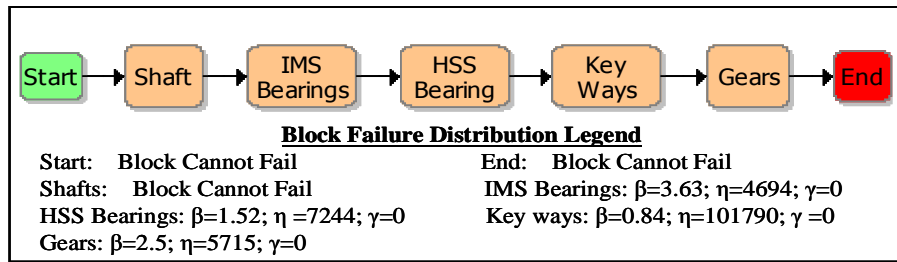 Start
Shaft
IMS
Bearings
HSS
Bearing
Key
Ways
Gears
End
Block Failure Distribution Legend
Start: Block Cannot Fail
End: Block Cannot Fail
Shafts: Block Cannot Fail
IMS Bearings: β=3.63; η=4694; γ=0
HSS Bearings: β=1.52; η =7244; γ=0
Key ways: β=0.84; η=101790; γ =0
Gears: β=2.5; η=5715; γ=0